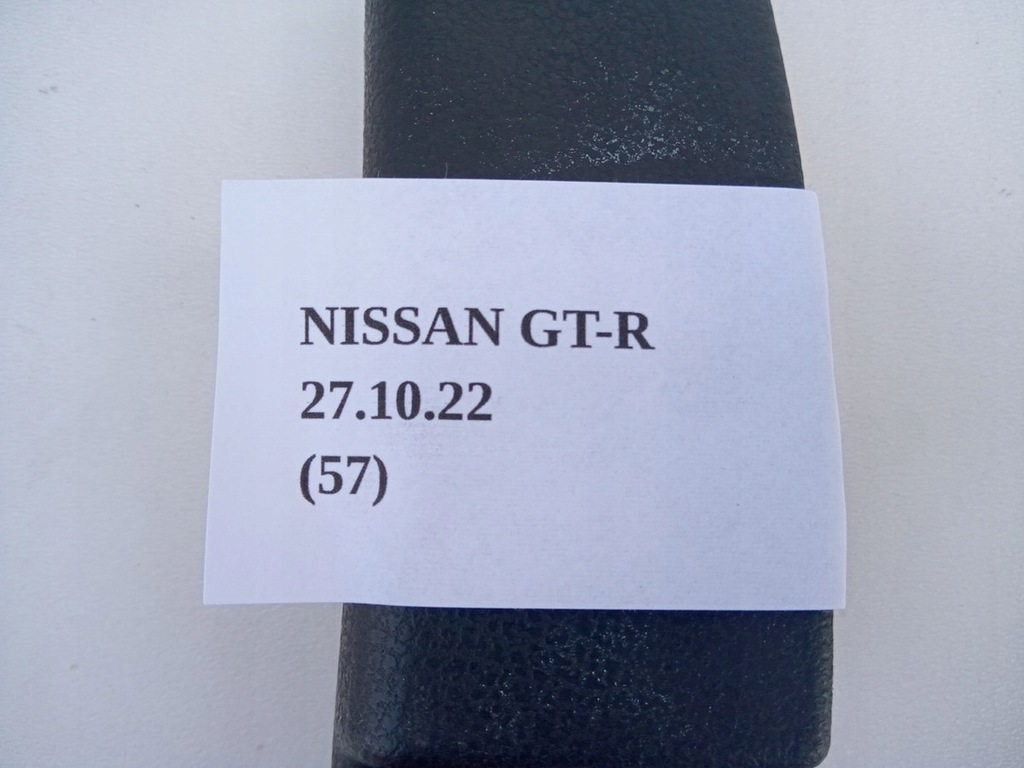 NISSAN GT-R
27.10.22
(57)